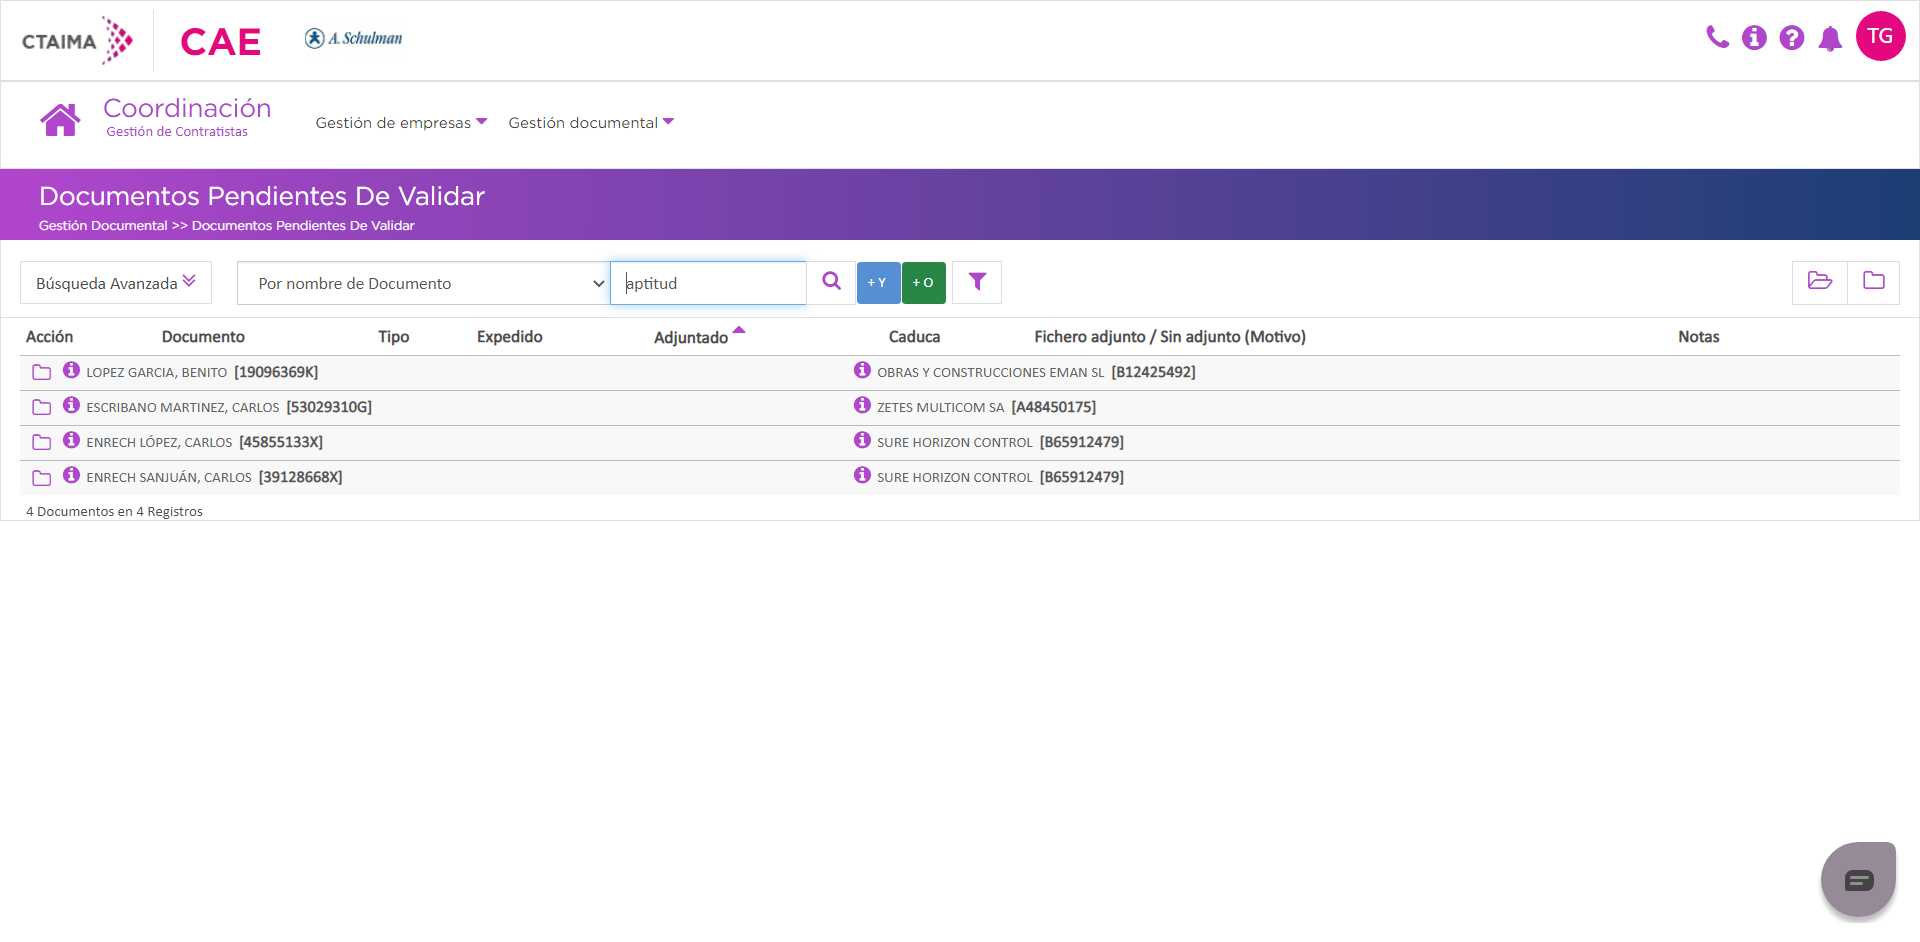 CTAIMA CAE A. Schulman TG
Coordinación
Gestión de Contratistas
Gestión de empresas Gestión documental
Documentos Pendientes De Validar
Gestión Documental >> Documentos Pendientes De Validar
Búsqueda Avanzada Por nombre de Documento aptitud + Y + O
Acción Documento Tipo Expedido Adjuntado Caduca Fichero adjunto / Sin adjunto (Motivo) Notas
LOPEZ GARCIA, BENITO [19096369K] OBRAS Y CONSTRUCCIONES EMAN SL [B12425492]
ESCRIBANO MARTINEZ, CARLOS [53029310G] ZETES MULTICOM SA [A48450175]
ENRECH LÓPEZ, CARLOS [45855133X] SURE HORIZON CONTROL [B65912479]
ENRECH SANJUÁN, CARLOS [39128668X] SURE HORIZON CONTROL [B65912479]
4 Documentos en 4 Registros